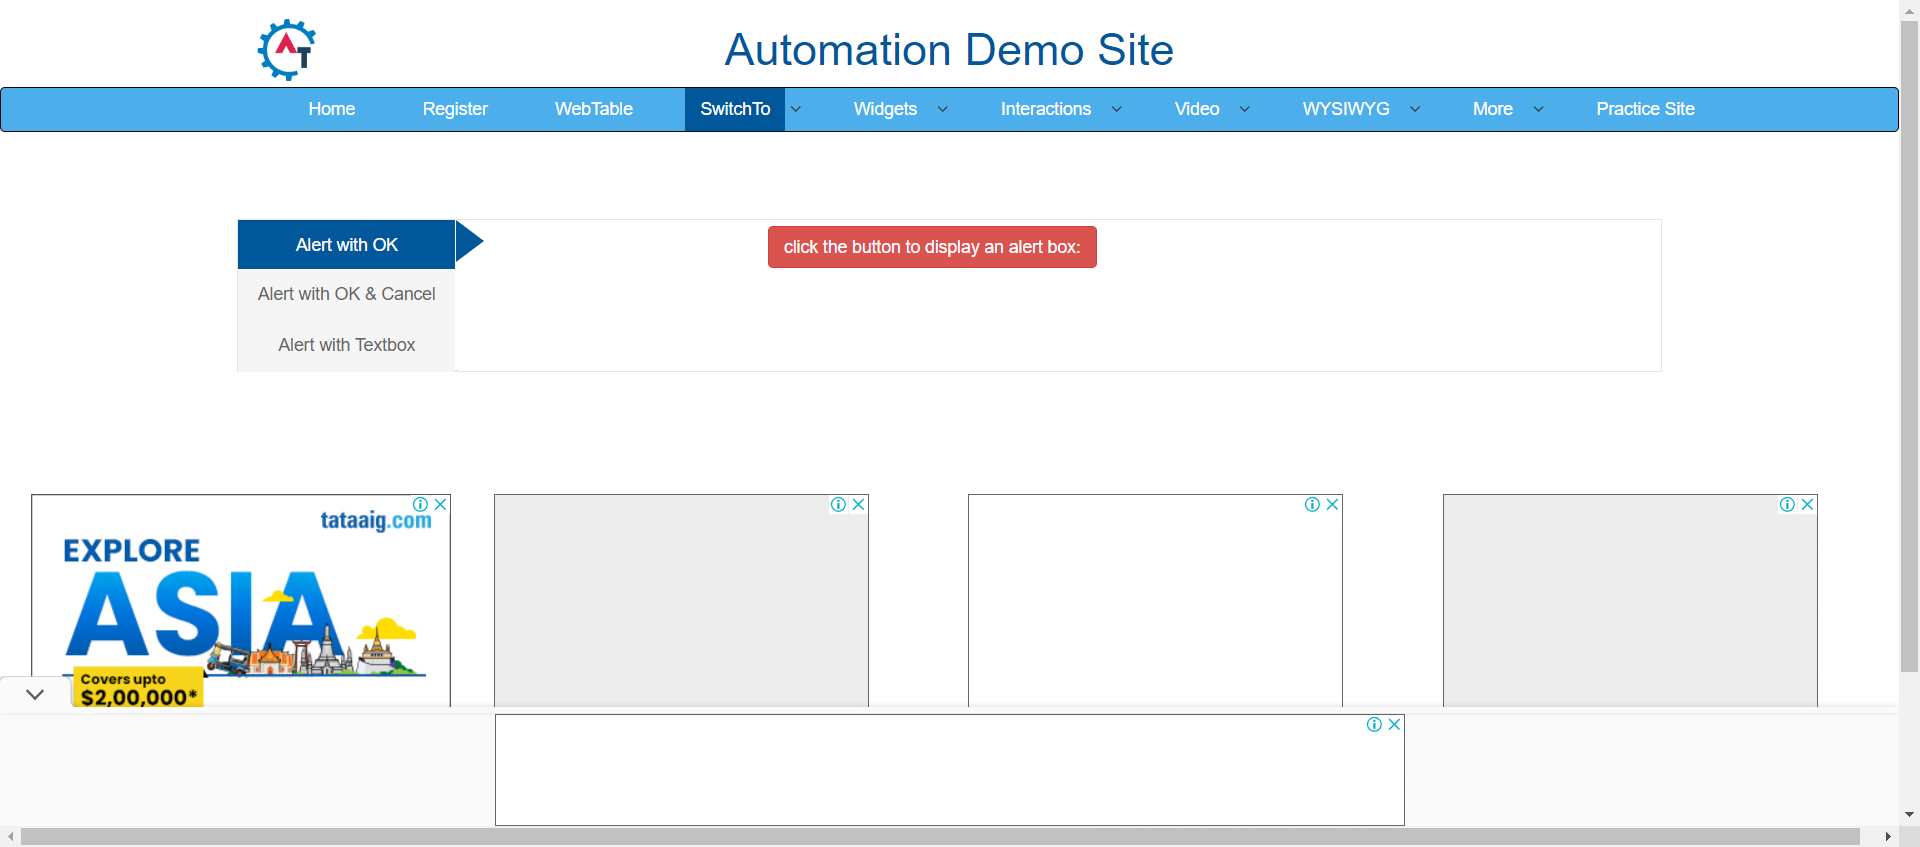 AT
Automation Demo Site
Home Register WebTable SwitchTo Widgets Interactions Video WYSIWYG More Practice Site
Alert with OK
click the button to display an alert box:
Alert with OK & Cancel
Alert with Textbox
tataaig.com
EXPLORE
ASIA
Covers upto
$2,00,000*